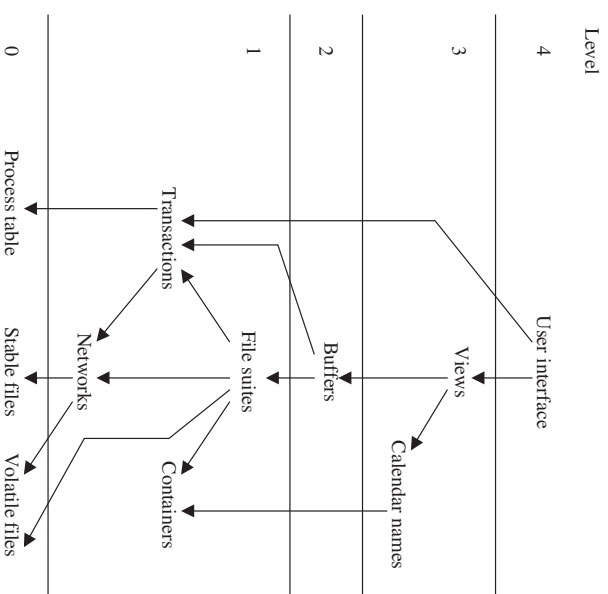 Level
4
User interface
3
Views
Calendar names
2
Buffers
1
File suites
Transactions
Containers
Networks
0
Process table
Stable files
Volatile files